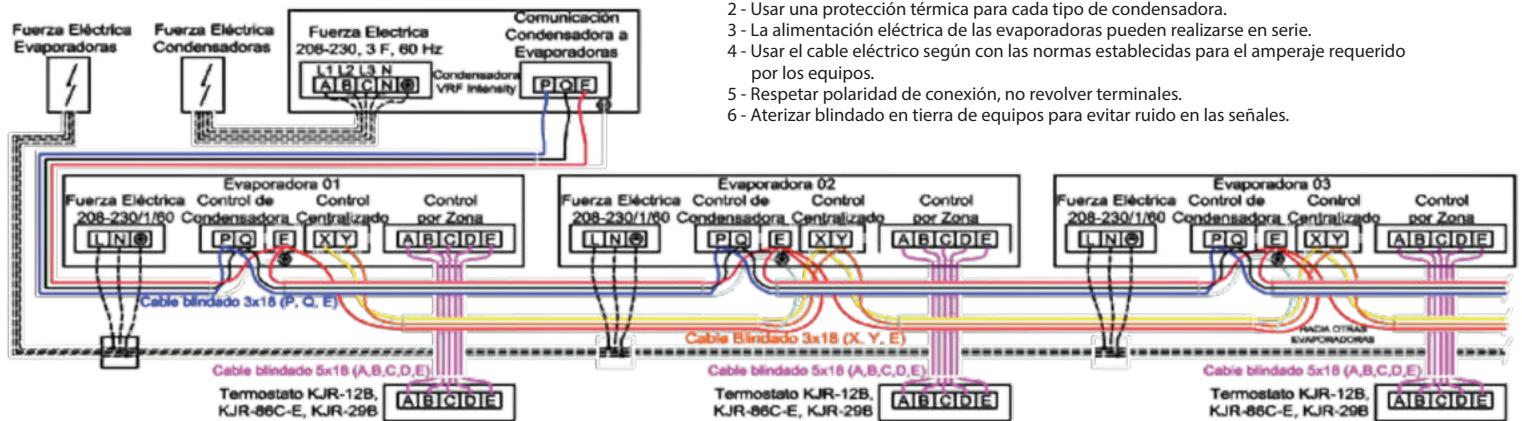 2 - Usar una protección térmica para cada tipo de condensadora.
3 - La alimentación eléctrica de las evaporadoras pueden realizarse en serie.
4 - Usar el cable eléctrico según con las normas establecidas para el amperaje requerido
por los equipos.
5 - Respetar polaridad de conexión, no revolver terminales.
6 - Aterizar blindado en tierra de equipos para evitar ruido en las señales.
Fuerza Eléctrica
Evaporadoras
Fuerza Eléctrica
Condensadoras
Fuerza Electrica
208-230, 3 F, 60 Hz
L1 L2 L3 N
A B C N
Condensadora
VRF Intensity
Comunicación
Condensadora a
Evaporadoras
P Q E
Evaporadora 01
Fuerza Eléctrica
208-230/1/60
L N
Control de
Condensadora
P Q E
Control
Centralizado
X Y
Control
por Zona
A B C D E
Evaporadora 02
Fuerza Eléctrica
208-230/1/60
L N
Control de
Condensadora
P Q E
Control
Centralizado
X Y
Control
por Zona
A B C D E
Evaporadora 03
Fuerza Eléctrica
208-230/1/60
L N
Control de
Condensadora
P Q E
Control
Centralizado
X Y
Control
por Zona
A B C D E
Cable blindado 3x18 (P, Q, E)
Cable Blindado 3x18 (X, Y, E)
HACIA OTRAS
EVAPORADORAS
Cable blindado 5x18 (A,B,C,D,E)
Termostato KJR-12B,
KJR-86C-E, KJR-29B
A B C D E
Cable blindado 5x18 (A,B,C,D,E)
Termostato KJR-12B,
KJR-86C-E, KJR-29B
A B C D E
Cable blindado 5x18 (A,B,C,D,E)
Termostato KJR-12B,
KJR-86C-E, KJR-29B
A B C D E